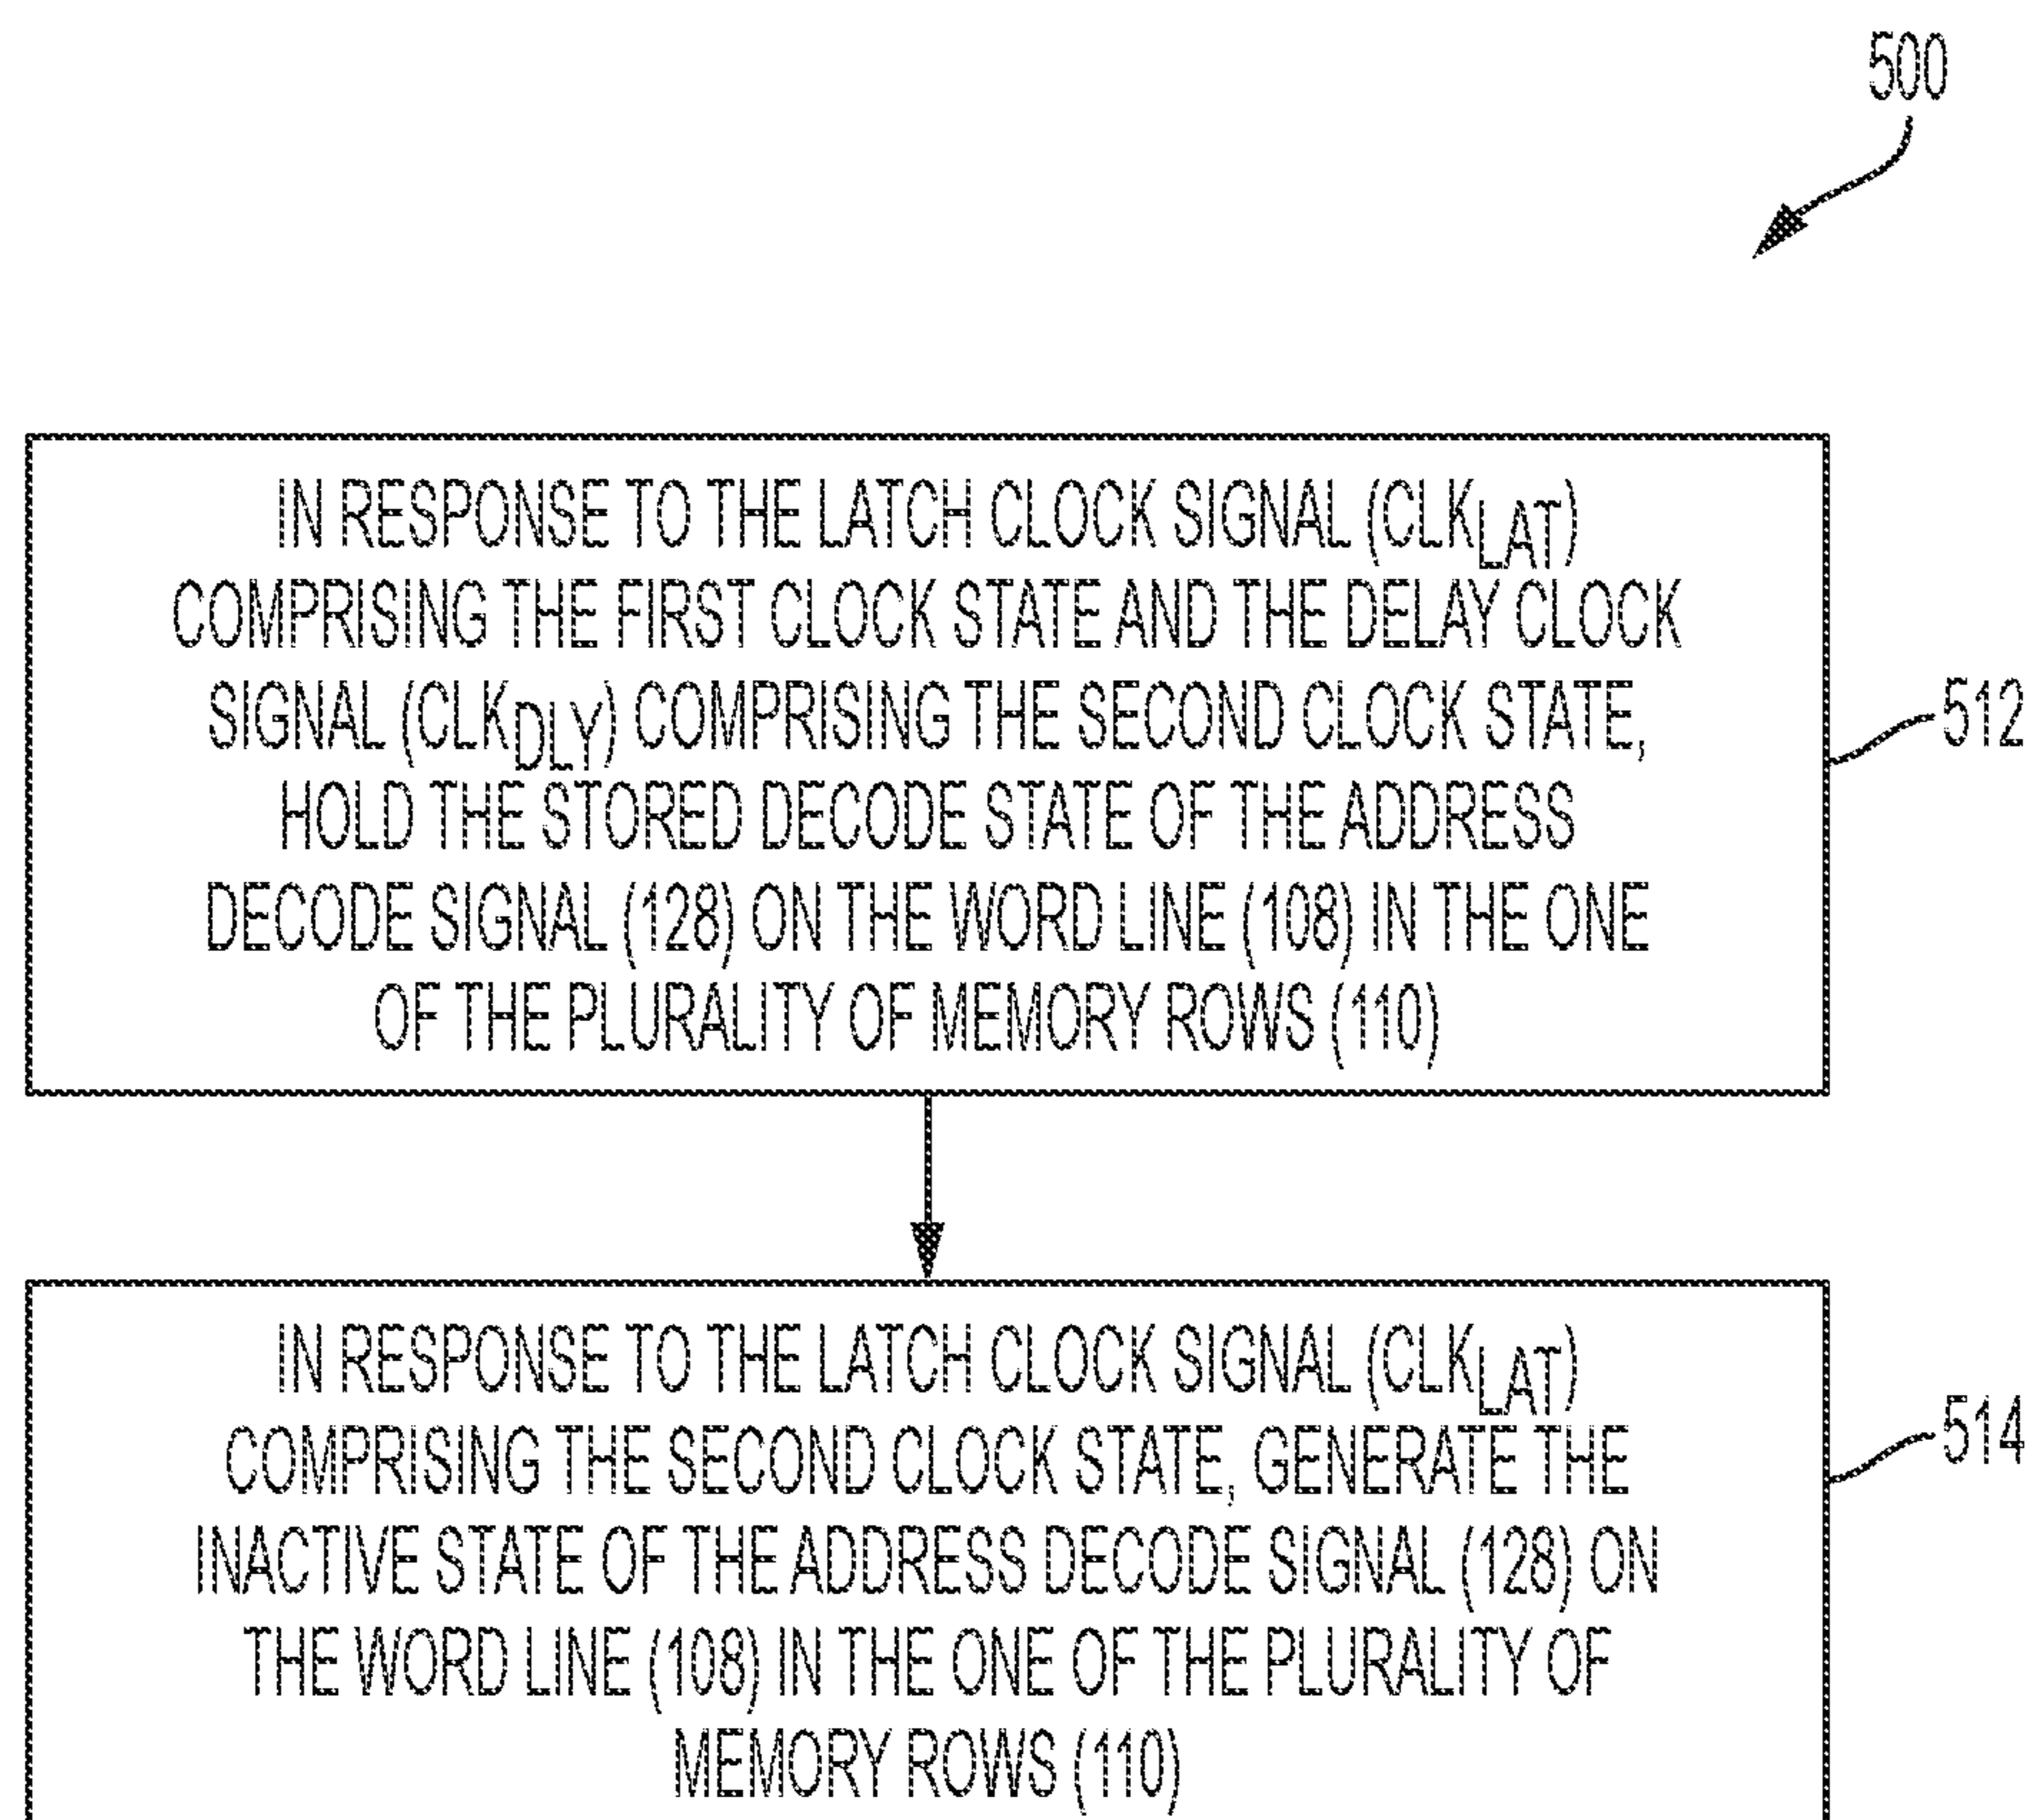 500
IN RESPONSE TO THE LATCH CLOCK SIGNAL (CLKLAT)
COMPRISING THE FIRST CLOCK STATE AND THE DELAY CLOCK
SIGNAL (CLKDLY) COMPRISING THE SECOND CLOCK STATE,
HOLD THE STORED DECODE STATE OF THE ADDRESS
DECODE SIGNAL (128) ON THE WORD LINE (108) IN THE ONE
OF THE PLURALITY OF MEMORY ROWS (110)
512
IN RESPONSE TO THE LATCH CLOCK SIGNAL (CLKLAT)
COMPRISING THE SECOND CLOCK STATE, GENERATE THE
INACTIVE STATE OF THE ADDRESS DECODE SIGNAL (128) ON
THE WORD LINE (108) IN THE ONE OF THE PLURALITY OF
MEMORY ROWS (110)
514